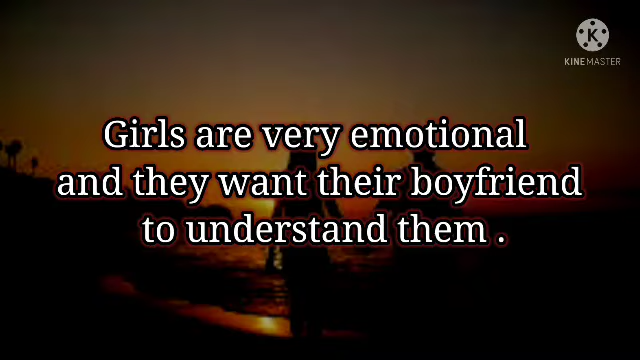 K
KINEMASTER
Girls are very emotional
and they want their boyfriend
to understand them .